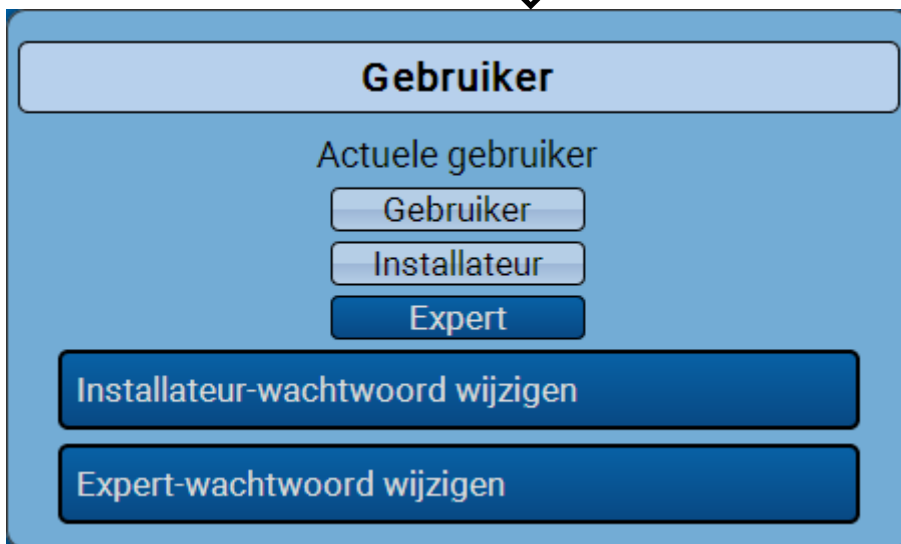 Gebruiker
Actuele gebruiker
Gebruiker
Installateur
Expert
Installateur-wachtwoord wijzigen
Expert-wachtwoord wijzigen